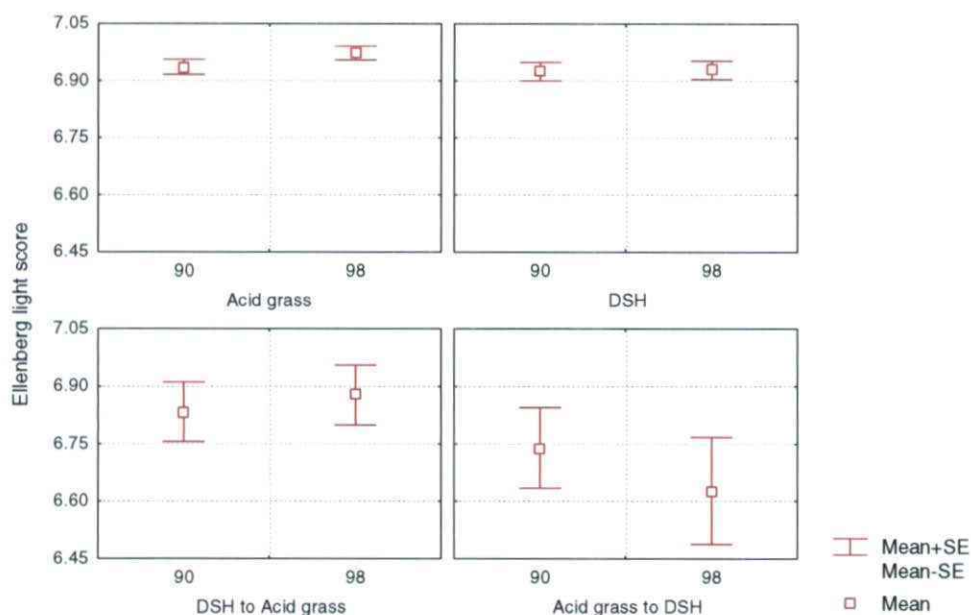 Ellenberg light score
7.05
6.90
6.75
6.60
6.45
90 98
Acid grass
90 98
DSH
7.05
6.90
6.75
6.60
6.45
90 98
DSH to Acid grass
90 98
Acid grass to DSH
Mean+SE
Mean-SE
Mean